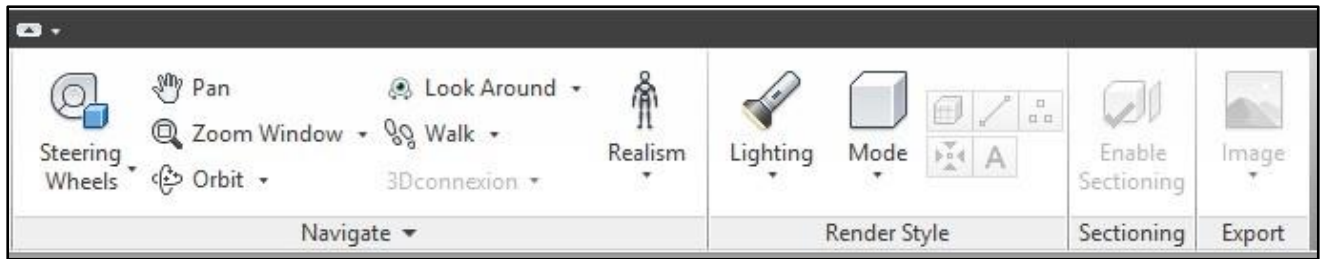 Steering
Wheels
Pan
Zoom Window
Orbit
Look Around
Walk
3Dconnexion
Realism
Navigate
Lighting
Mode
A
Render Style
Enable
Sectioning
Sectioning
Image
Export